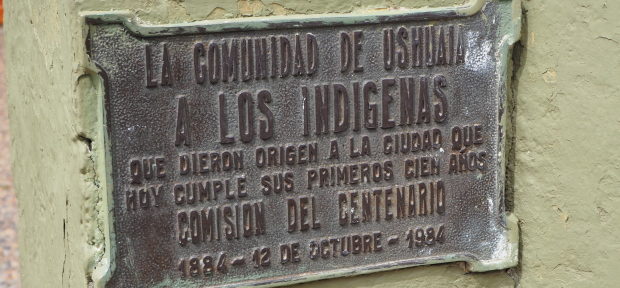 LA COMUNIDAD DE USHUAIA
A LOS INDIGENAS
QUE DIERON ORIGEN A LA CIUDAD QUE
HOY CUMPLE SUS PRIMEROS CIEN AÑOS
COMISION DEL CENTENARIO
1884 - 12 DE OCTUBRE - 1984